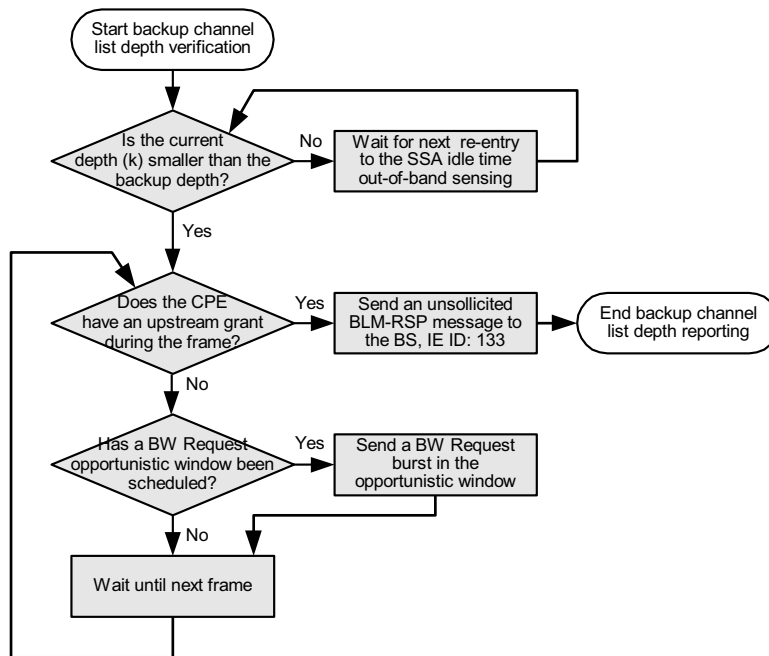 Start backup channel
list depth verification
Is the current
depth (k) smaller than the
backup depth?
No
Wait for next re-entry
to the SSA idle time
out-of-band sensing
Yes
Does the CPE
have an upstream grant
during the frame?
Yes
Send an unsollicited
BLM-RSP message to
the BS, IE ID: 133
End backup channel
list depth reporting
No
Has a BW Request
opportunistic window been
scheduled?
Yes
Send a BW Request
burst in the
opportunistic window
No
Wait until next frame